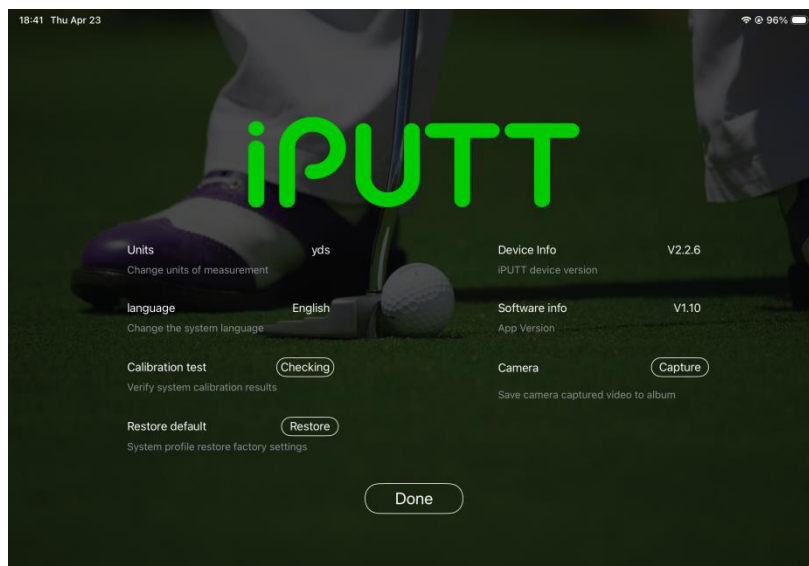 18:41 Thu Apr 23
96%
iPUTT
Units yds
Change units of measurement
Device Info V2.2.6
iPUTT device version
language English
Change the system language
Software info V1.10
App Version
Calibration test Checking
Verify system calibration results
Camera Capture
Save camera captured video to album
Restore default Restore
System profile restore factory settings
Done